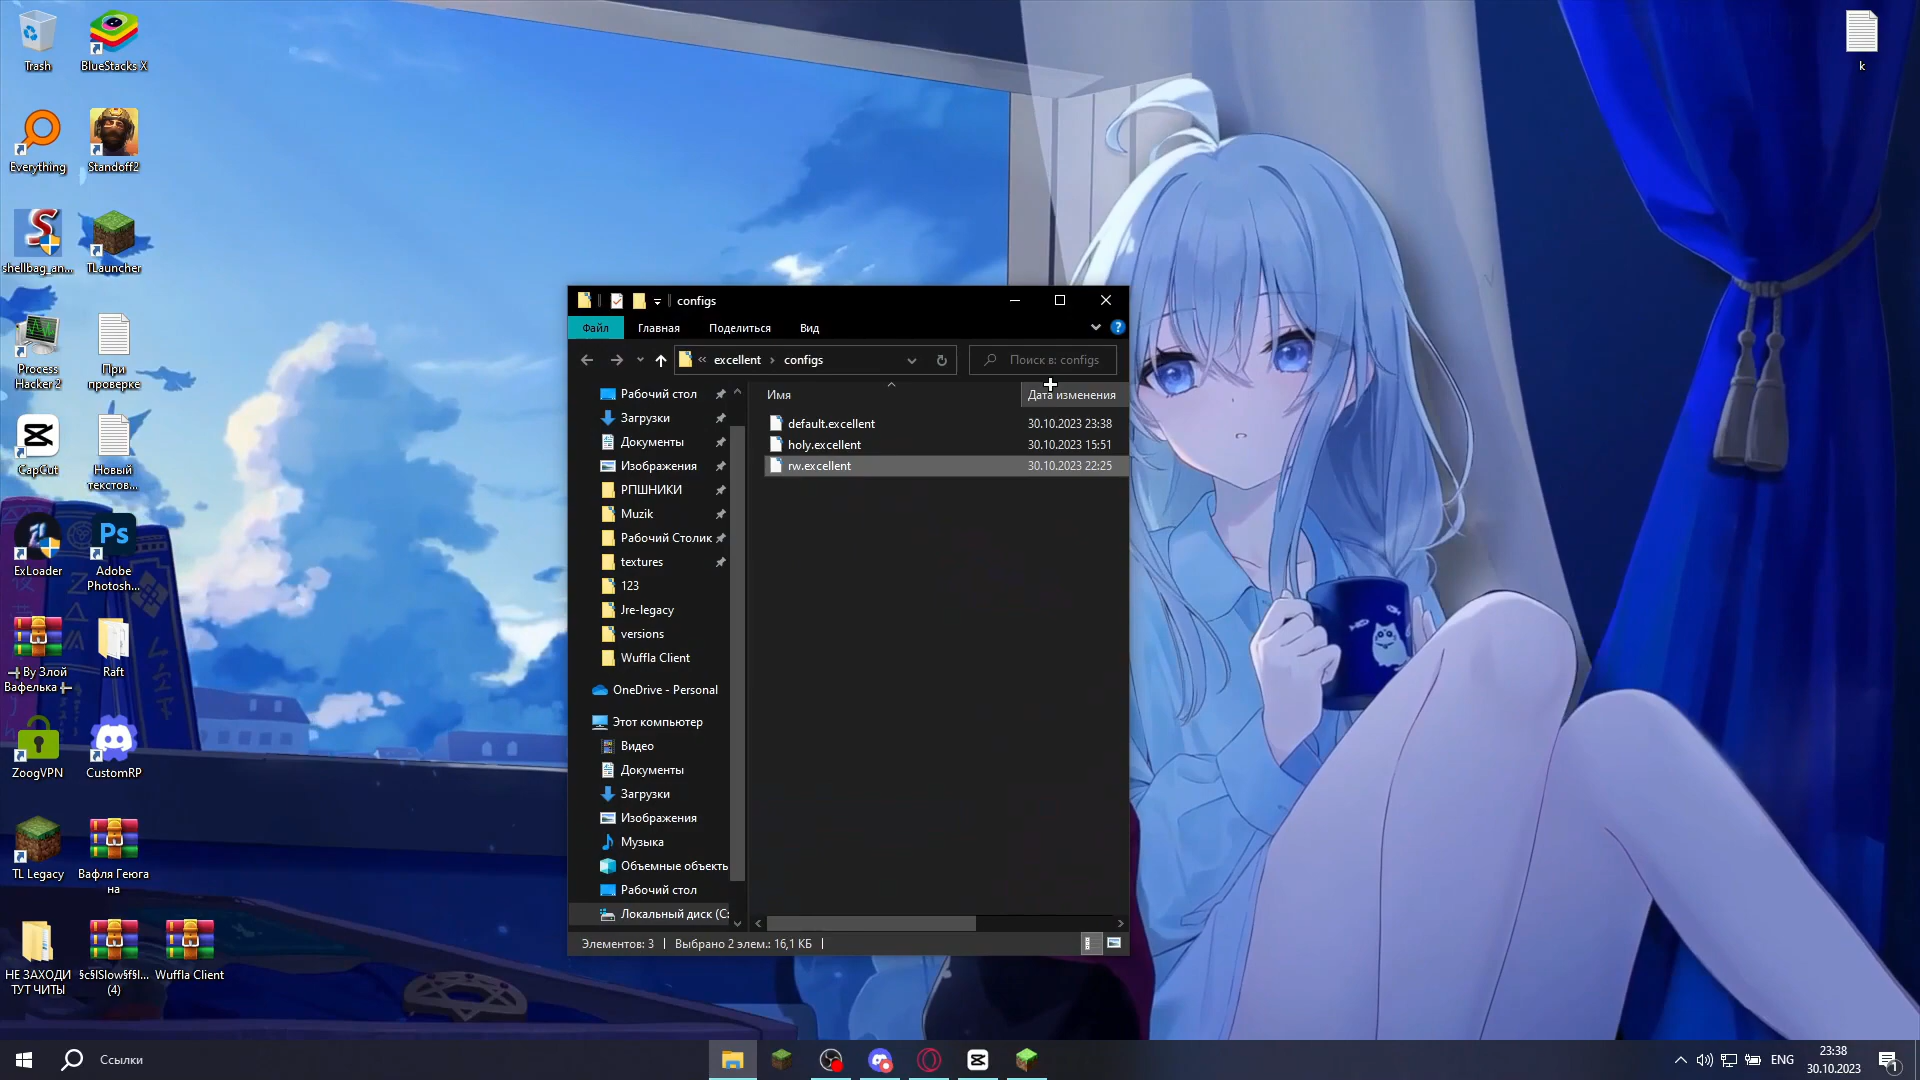 Trash
BlueStacks X
k
Everything
Standoff2
shellbag_an...
TLauncher
Process
Hacker 2
При
проверке
CapCut
Новый
текстов...
ExLoader
Adobe
Photosh...
By Злой
Вафелька
Raft
ZoogVPN
CustomRP
TL Legacy
Вафля Геюга
на
НЕ ЗАХОДИ
ТУТ ЧИТЫ
§c§lSlow§f§l...
(4)
Wuffla Client
configs
Файл
Главная
Поделиться
Вид
« excellent › configs
Поиск в: configs
Рабочий стол
Загрузки
Документы
Изображения
РПШНИКИ
Muzik
Рабочий Столик
textures
123
Jre-legacy
versions
Wuffla Client
OneDrive - Personal
Этот компьютер
Видео
Документы
Загрузки
Изображения
Музыка
Объемные объекть
Рабочий стол
Локальный диск (C:
Имя
Дата изменения
default.excellent 30.10.2023 23:38
holy.excellent 30.10.2023 15:51
rw.excellent 30.10.2023 22:25
Элементов: 3
Выбрано 2 элем.: 16,1 КБ
Ссылки
ENG
23:38
30.10.2023
1